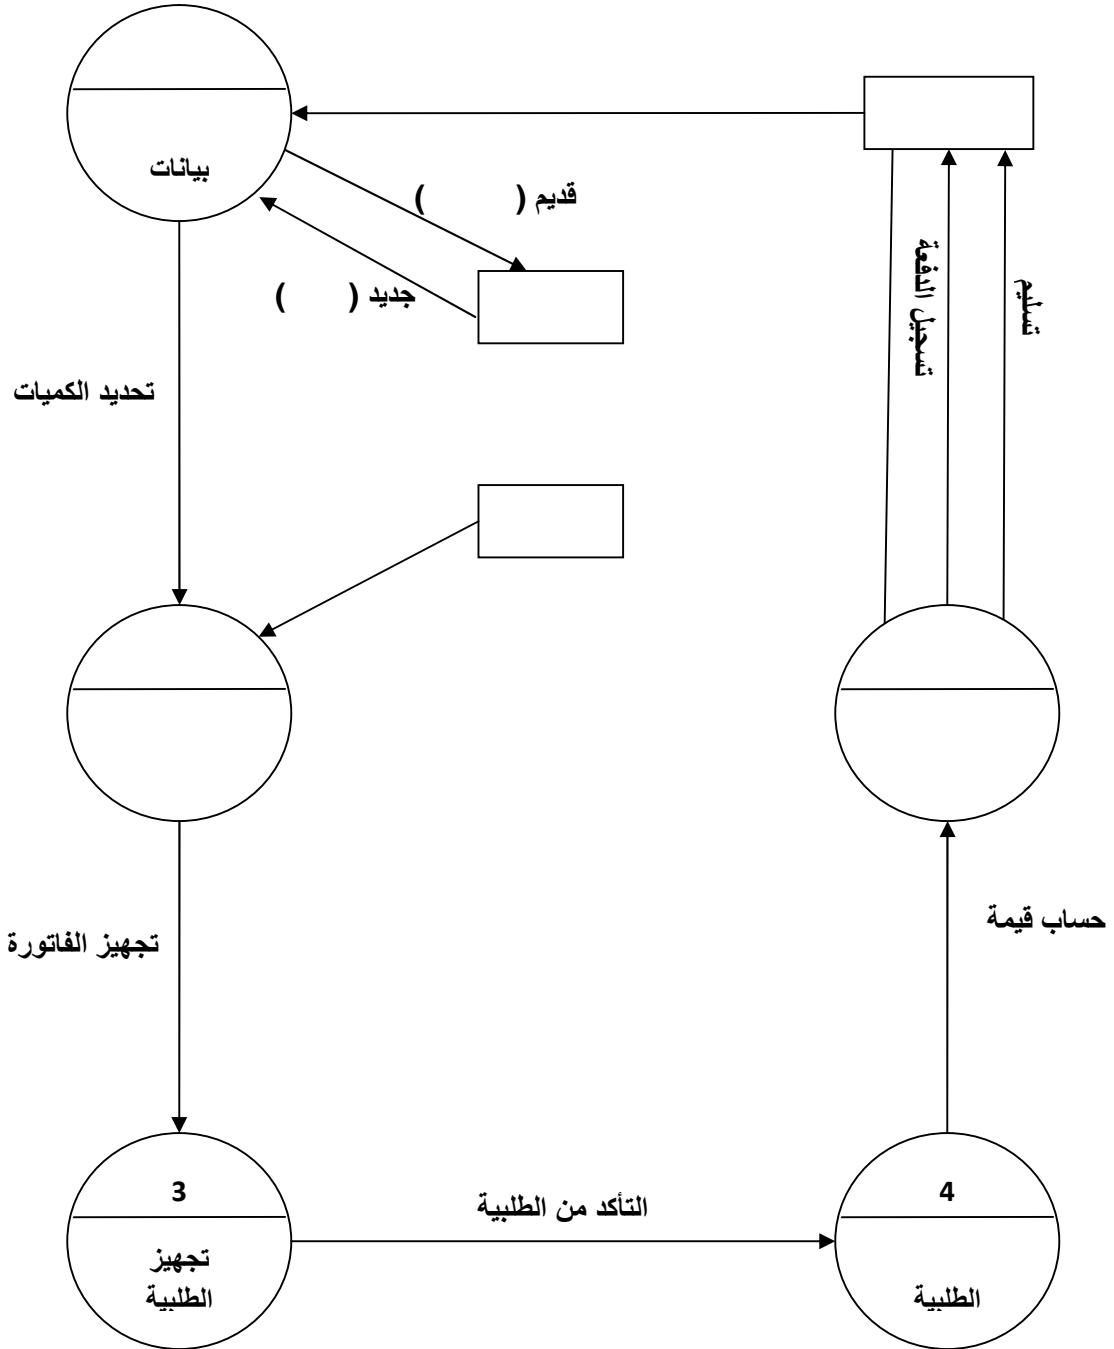 بيانات
قديم (          )
جديد (          )
تسجيل الدفعة
تسليم
تحديد الكميات
حساب قيمة
تجهيز الفاتورة
3
تجهيز
الطلبية
التأكد من الطلبية
4
الطلبية